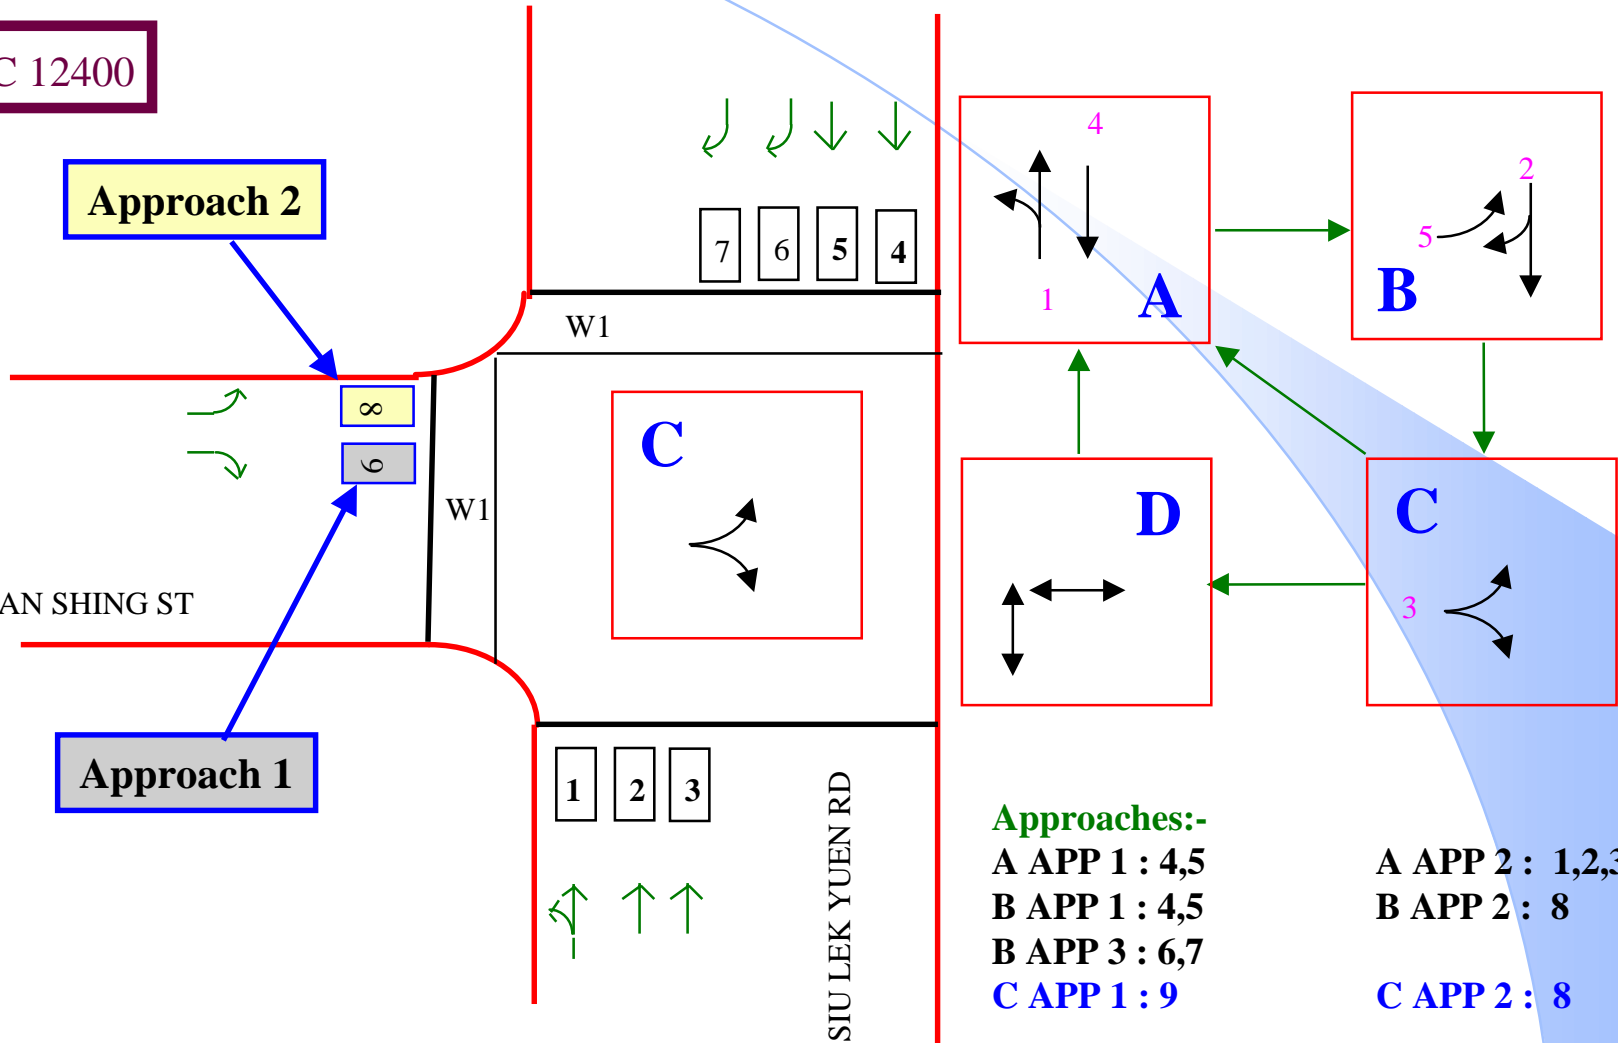 C 12400
Approach 2
7 6 5 4
W1
8
9
W1
C
AN SHING ST
Approach 1
1 2 3
SIU LEK YUEN RD
4
1
A
2
5
B
D
C
3
Approaches:-
A APP 1 : 4,5 A APP 2 : 1,2,3
B APP 1 : 4,5 B APP 2 : 8
B APP 3 : 6,7
C APP 1 : 9 C APP 2 : 8